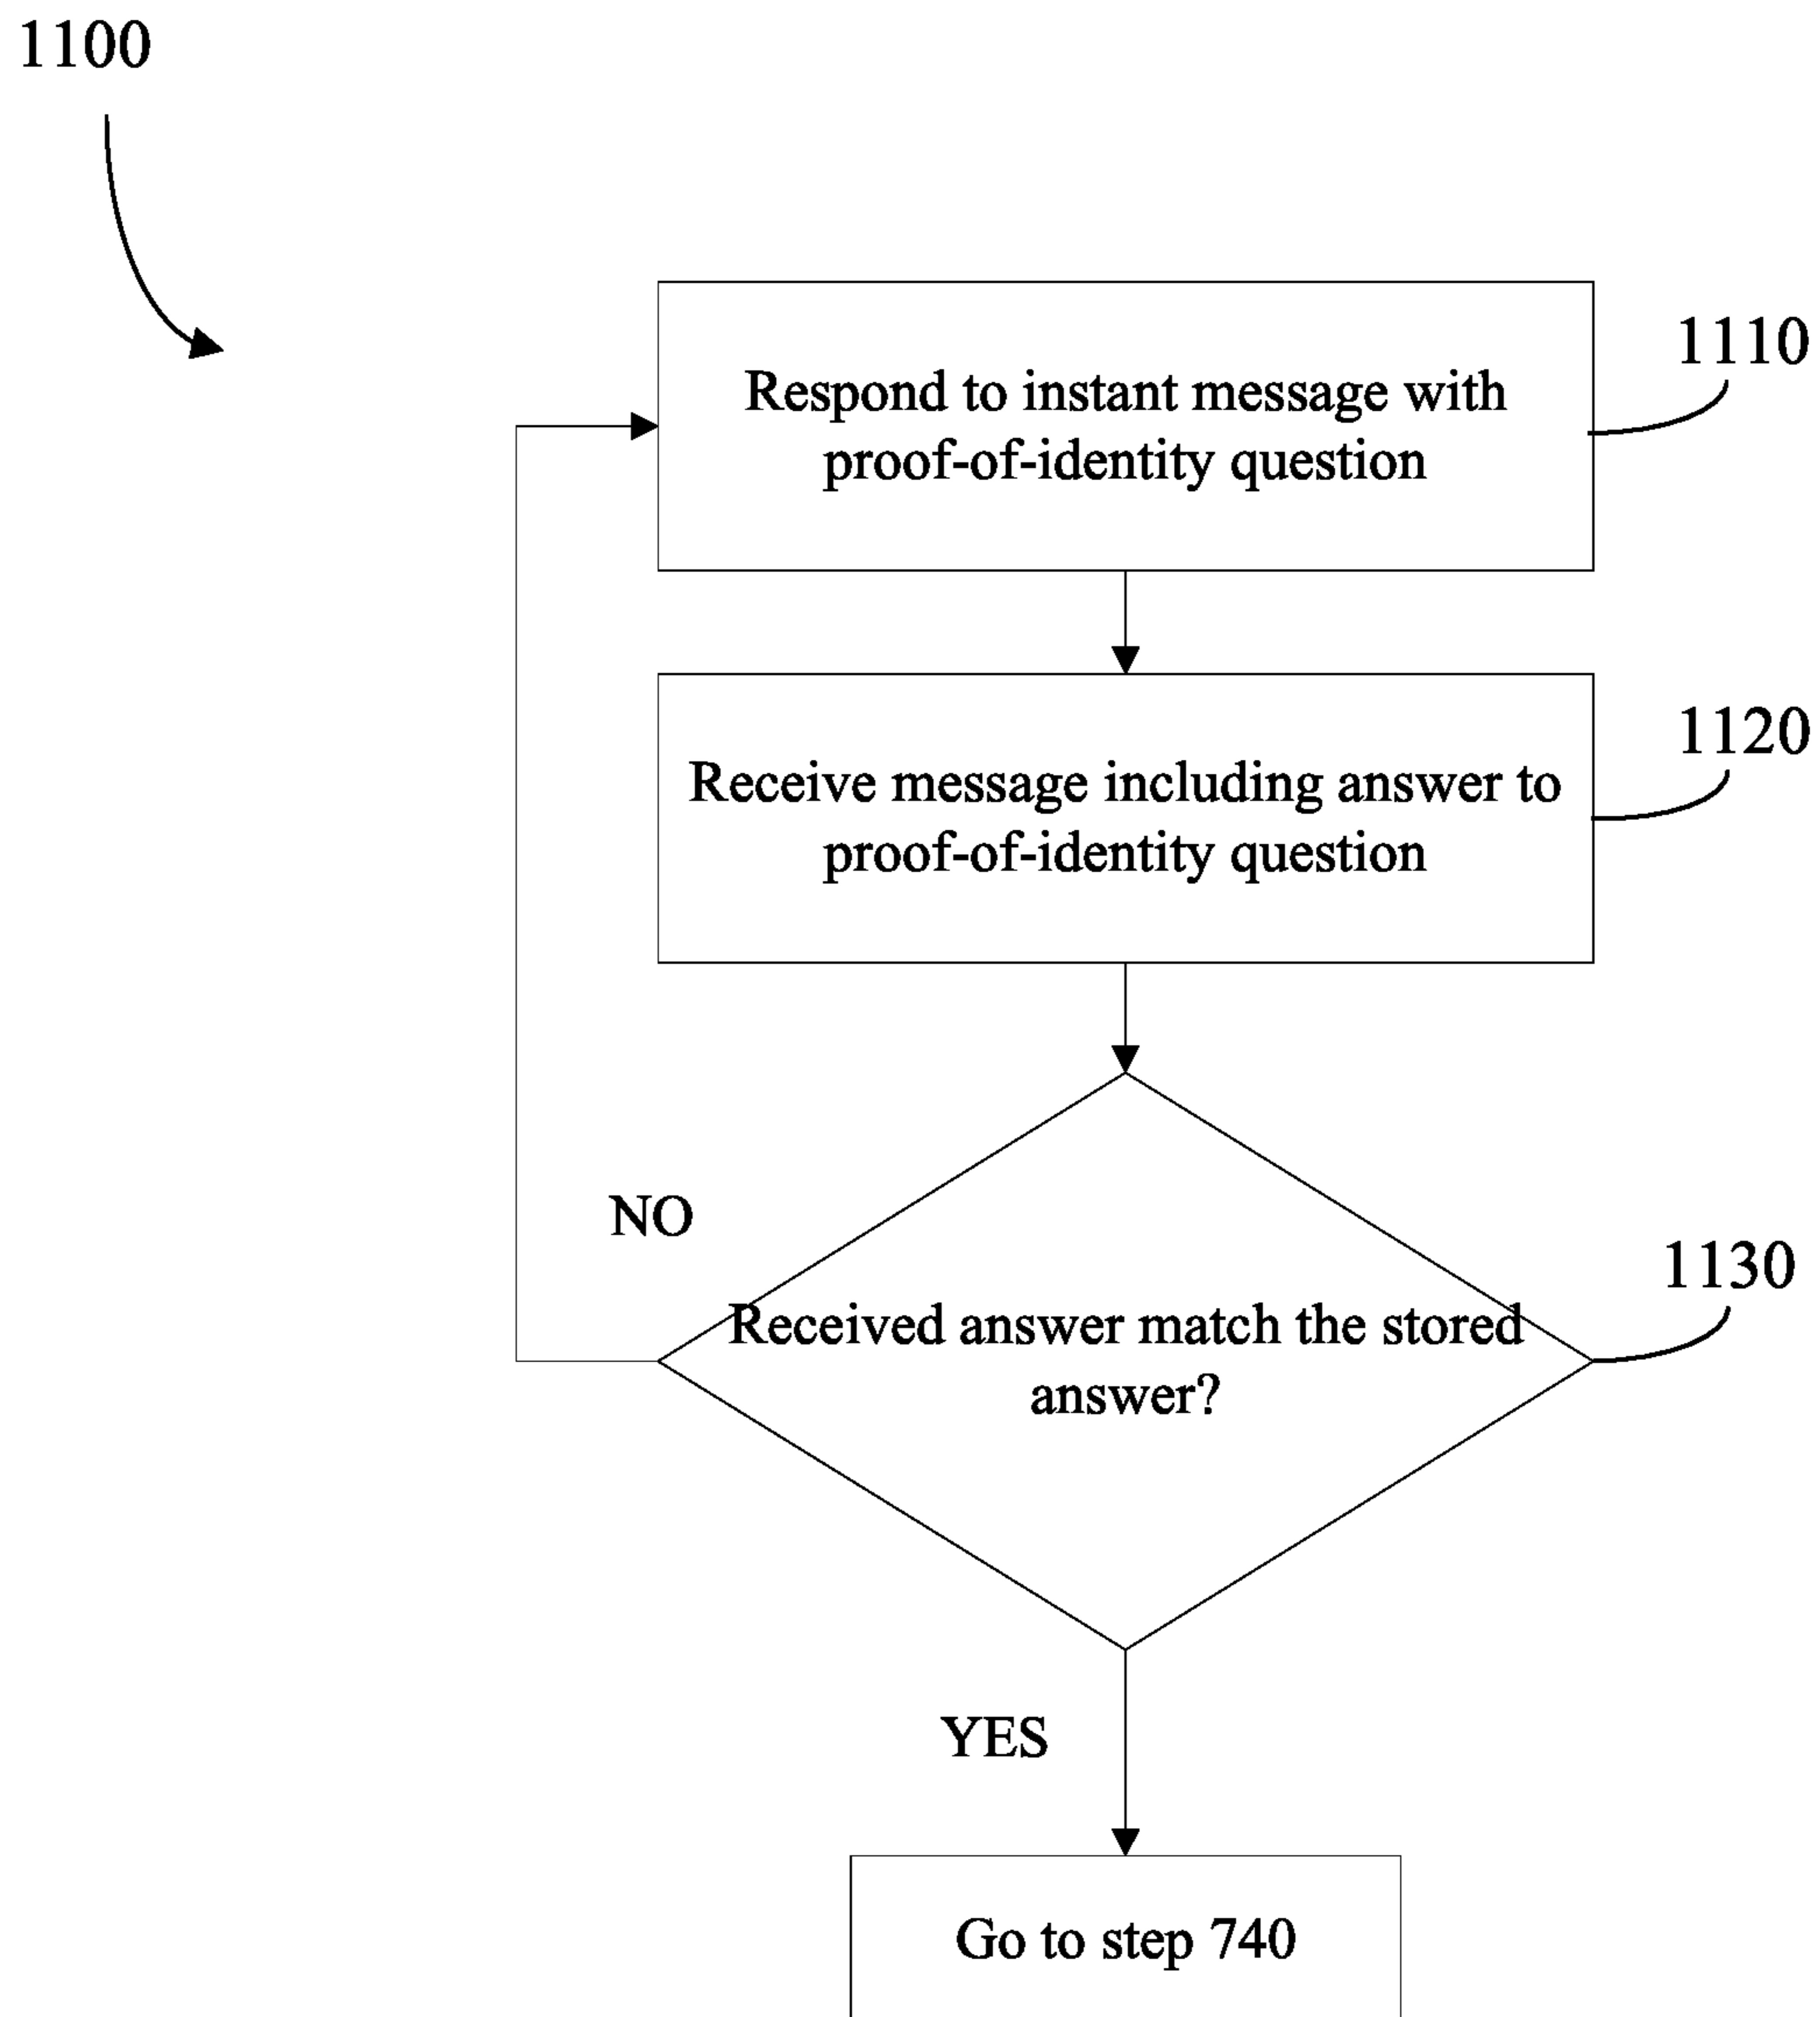 1100
Respond to instant message with
proof-of-identity question
1110
Receive message including answer to
proof-of-identity question
1120
NO
Received answer match the stored
answer?
1130
YES
Go to step 740